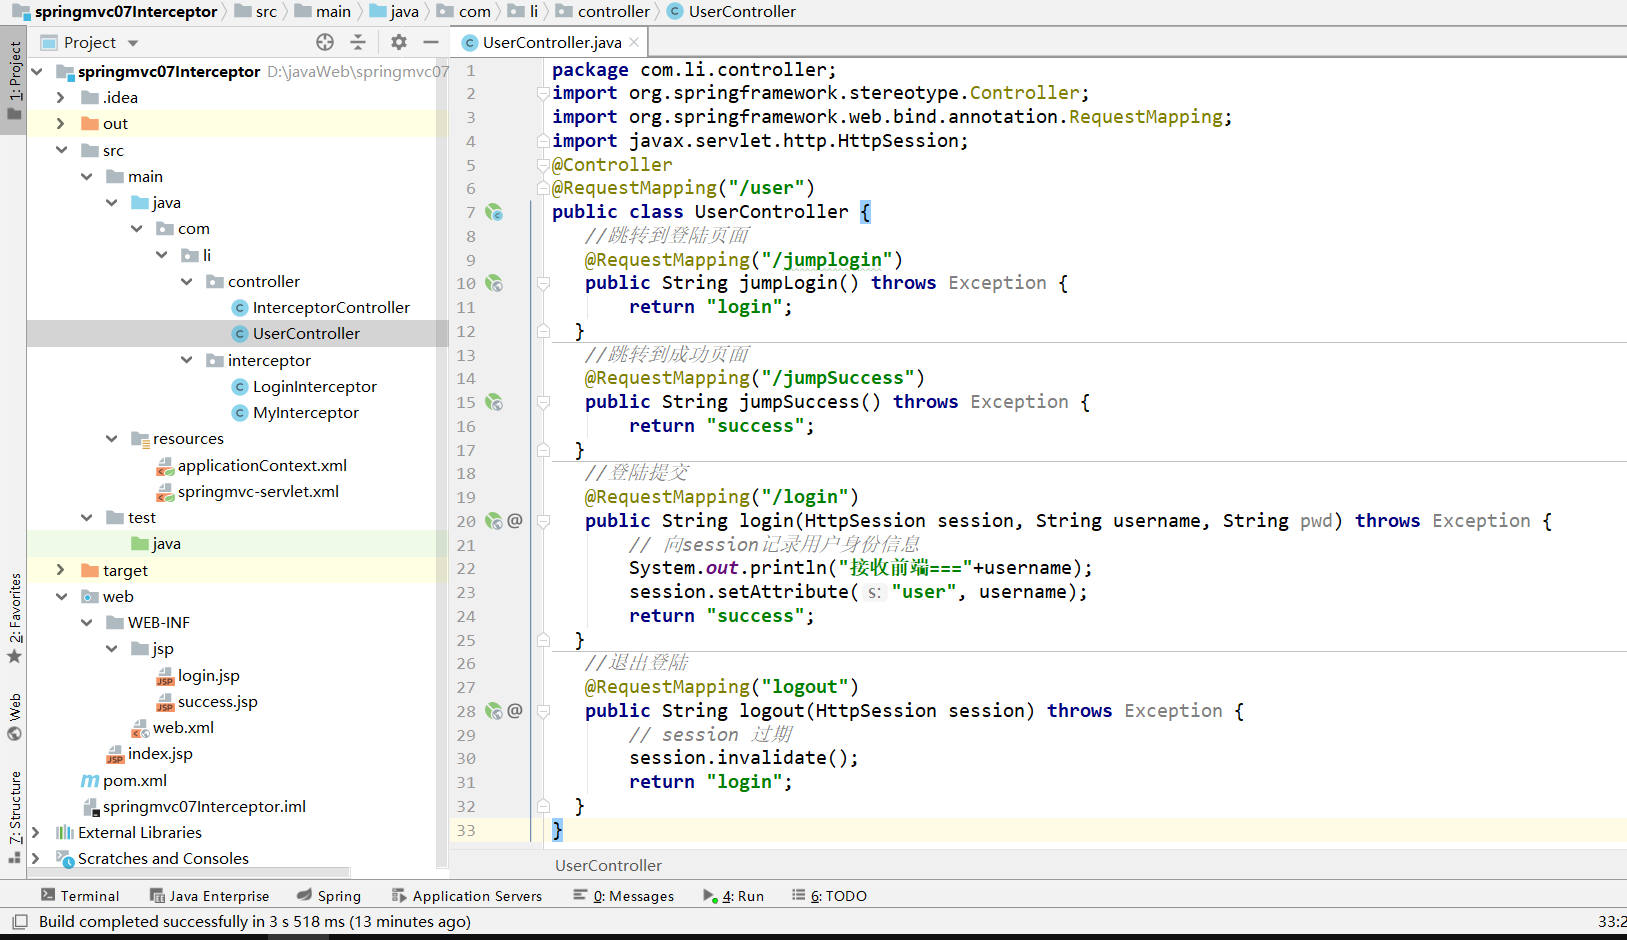 springmvc07Interceptor src main java com li controller UserController
Project
UserController.java
1: Project
2: Favorites
Web
Z: Structure
springmvc07Interceptor D:\javaWeb\springmvc07
.idea
out
src
main
java
com
li
controller
InterceptorController
UserController
interceptor
LoginInterceptor
MyInterceptor
resources
applicationContext.xml
springmvc-servlet.xml
test
java
target
web
WEB-INF
jsp
login.jsp
success.jsp
web.xml
index.jsp
pom.xml
springmvc07Interceptor.iml
External Libraries
Scratches and Consoles
1 package com.li.controller;
2 import org.springframework.stereotype.Controller;
3 import org.springframework.web.bind.annotation.RequestMapping;
4 import javax.servlet.http.HttpSession;
5 @Controller
6 @RequestMapping("/user")
7 public class UserController {
8 //跳转到登陆页面
9 @RequestMapping("/jumplogin")
10 public String jumpLogin() throws Exception {
11 return "login";
12 }
13 //跳转到成功页面
14 @RequestMapping("/jumpSuccess")
15 public String jumpSuccess() throws Exception {
16 return "success";
17 }
18 //登陆提交
19 @RequestMapping("/login")
20 @ public String login(HttpSession session, String username, String pwd) throws Exception {
21 // 向session记录用户身份信息
22 System.out.println("接收前端==="+username);
23 session.setAttribute( s: "user", username);
24 return "success";
25 }
26 //退出登陆
27 @RequestMapping("logout")
28 @ public String logout(HttpSession session) throws Exception {
29 // session 过期
30 session.invalidate();
31 return "login";
32 }
33 }
UserController
Terminal Java Enterprise Spring Application Servers 0: Messages 4: Run 6: TODO
Build completed successfully in 3 s 518 ms (13 minutes ago) 33:2